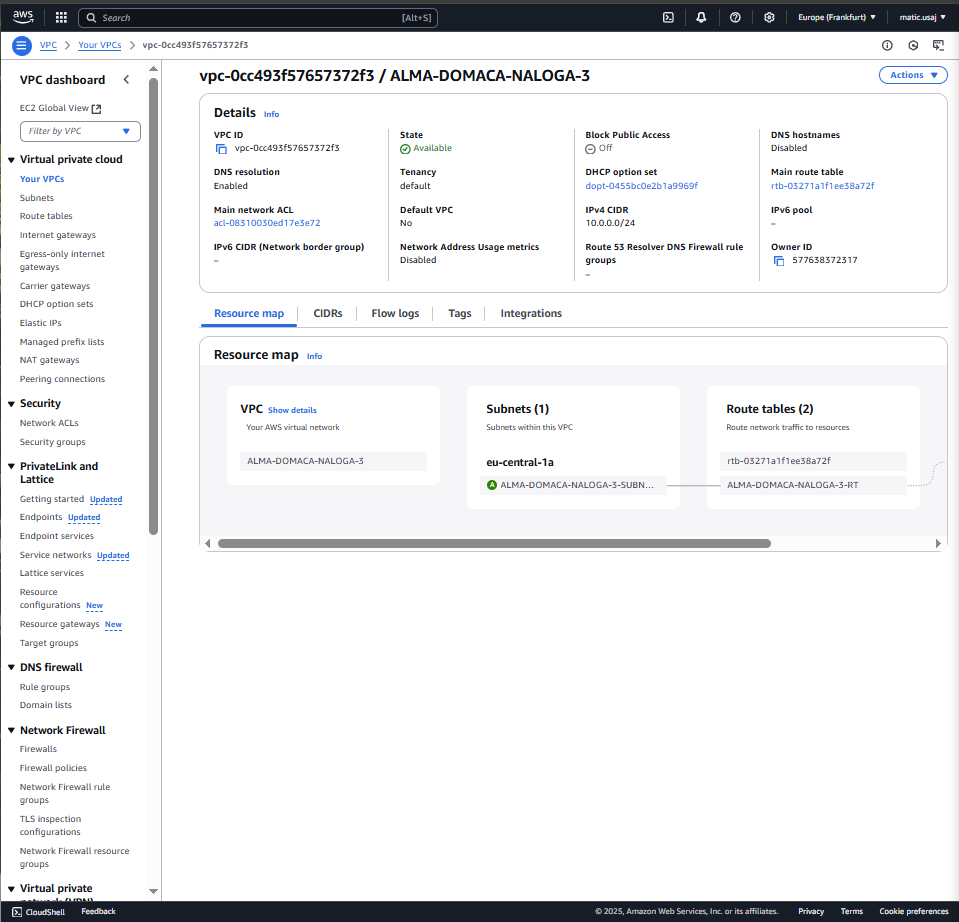 aws
Search [Alt+S]
Europe (Frankfurt)
matic.usaj
VPC
Your VPCs
vpc-0cc493f57657372f3
VPC dashboard
EC2 Global View
Filter by VPC
Virtual private cloud
Your VPCs
Subnets
Route tables
Internet gateways
Egress-only internet
gateways
Carrier gateways
DHCP option sets
Elastic IPs
Managed prefix lists
NAT gateways
Peering connections
Security
Network ACLs
Security groups
PrivateLink and
Lattice
Getting started Updated
Endpoints Updated
Endpoint services
Service networks Updated
Lattice services
Resource
configurations New
Resource gateways New
Target groups
DNS firewall
Rule groups
Domain lists
Network Firewall
Firewalls
Firewall policies
Network Firewall rule
groups
TLS inspection
configurations
Network Firewall resource
groups
Virtual private
network (VPN)
vpc-0cc493f57657372f3 / ALMA-DOMACA-NALOGA-3
Actions
Details Info
VPC ID
vpc-0cc493f57657372f3
State
Available
Block Public Access
Off
DNS hostnames
Disabled
DNS resolution
Enabled
Tenancy
default
DHCP option set
dopt-0455bc0e2b1a9969f
Main route table
rtb-03271a1f1ee38a72f
Main network ACL
acl-08310030ed17e3e72
Default VPC
No
IPv4 CIDR
10.0.0.0/24
IPv6 pool
–
IPv6 CIDR (Network border group)
–
Network Address Usage metrics
Disabled
Route 53 Resolver DNS Firewall rule
groups
–
Owner ID
577638372317
Resource map
CIDRs
Flow logs
Tags
Integrations
Resource map Info
VPC Show details
Your AWS virtual network
ALMA-DOMACA-NALOGA-3
Subnets (1)
Subnets within this VPC
eu-central-1a
A ALMA-DOMACA-NALOGA-3-SUBN...
Route tables (2)
Route network traffic to resources
rtb-03271a1f1ee38a72f
ALMA-DOMACA-NALOGA-3-RT
CloudShell
Feedback
© 2025, Amazon Web Services, Inc. or its affiliates.
Privacy
Terms
Cookie preferences